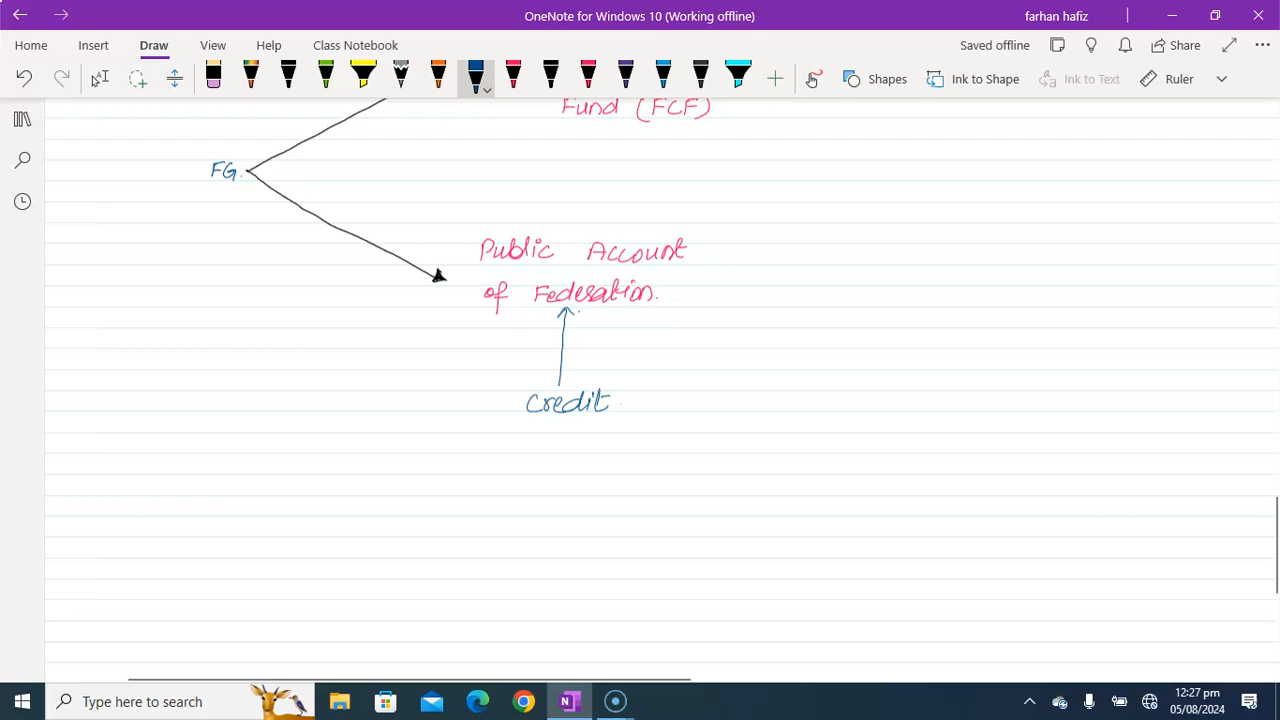 OneNote for Windows 10 (Working offline)
farhan hafiz
Home Insert Draw View Help Class Notebook
Saved offline
Share
Shapes
Ink to Shape
Ink to Text
Ruler
Fund (FCF)
FG.
Public Account
of Federation.
Credit
Type here to search
12:27 pm
05/08/2024